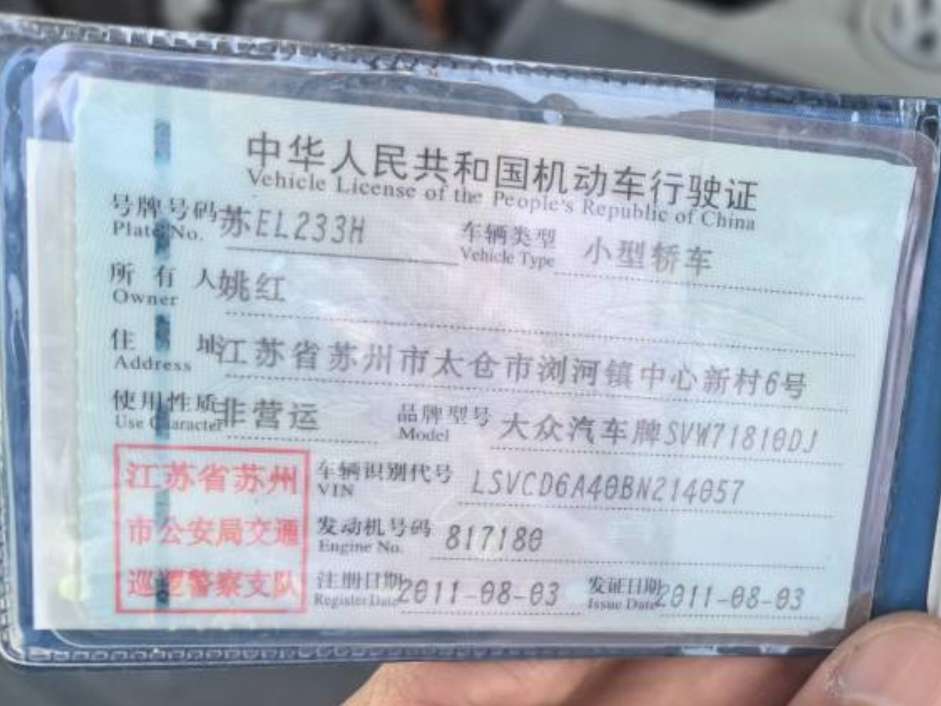 中华人民共和国机动车行驶证
Vehicle License of the People's Republic of China
号牌号码 苏EL233H 车辆类型 小型轿车
Plate No. Vehicle Type
所有人 姚红
Owner
住址 江苏省苏州市太仓市浏河镇中心新村6号
Address
使用性质 非营运 品牌型号 大众汽车牌SVW71810DJ
Use Character Model
江苏省苏州 车辆识别代号 LSVCD6A40BN214057
VIN
市公安局交通 发动机号码 817180
Engine No.
巡逻警察支队 注册日期 2011-08-03 发证日期 2011-08-03
Register Date Issue Date